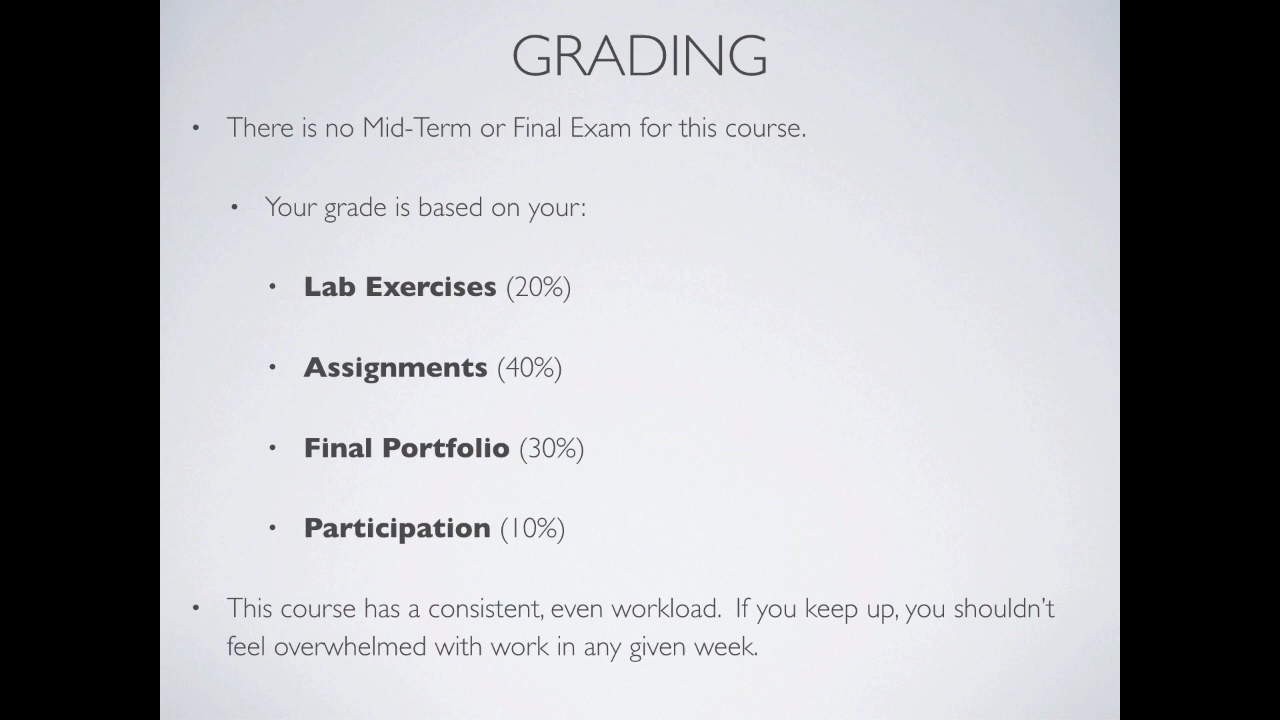 GRADING
• There is no Mid-Term or Final Exam for this course.
• Your grade is based on your:
• Lab Exercises (20%)
• Assignments (40%)
• Final Portfolio (30%)
• Participation (10%)
• This course has a consistent, even workload.  If you keep up, you shouldn’t
feel overwhelmed with work in any given week.